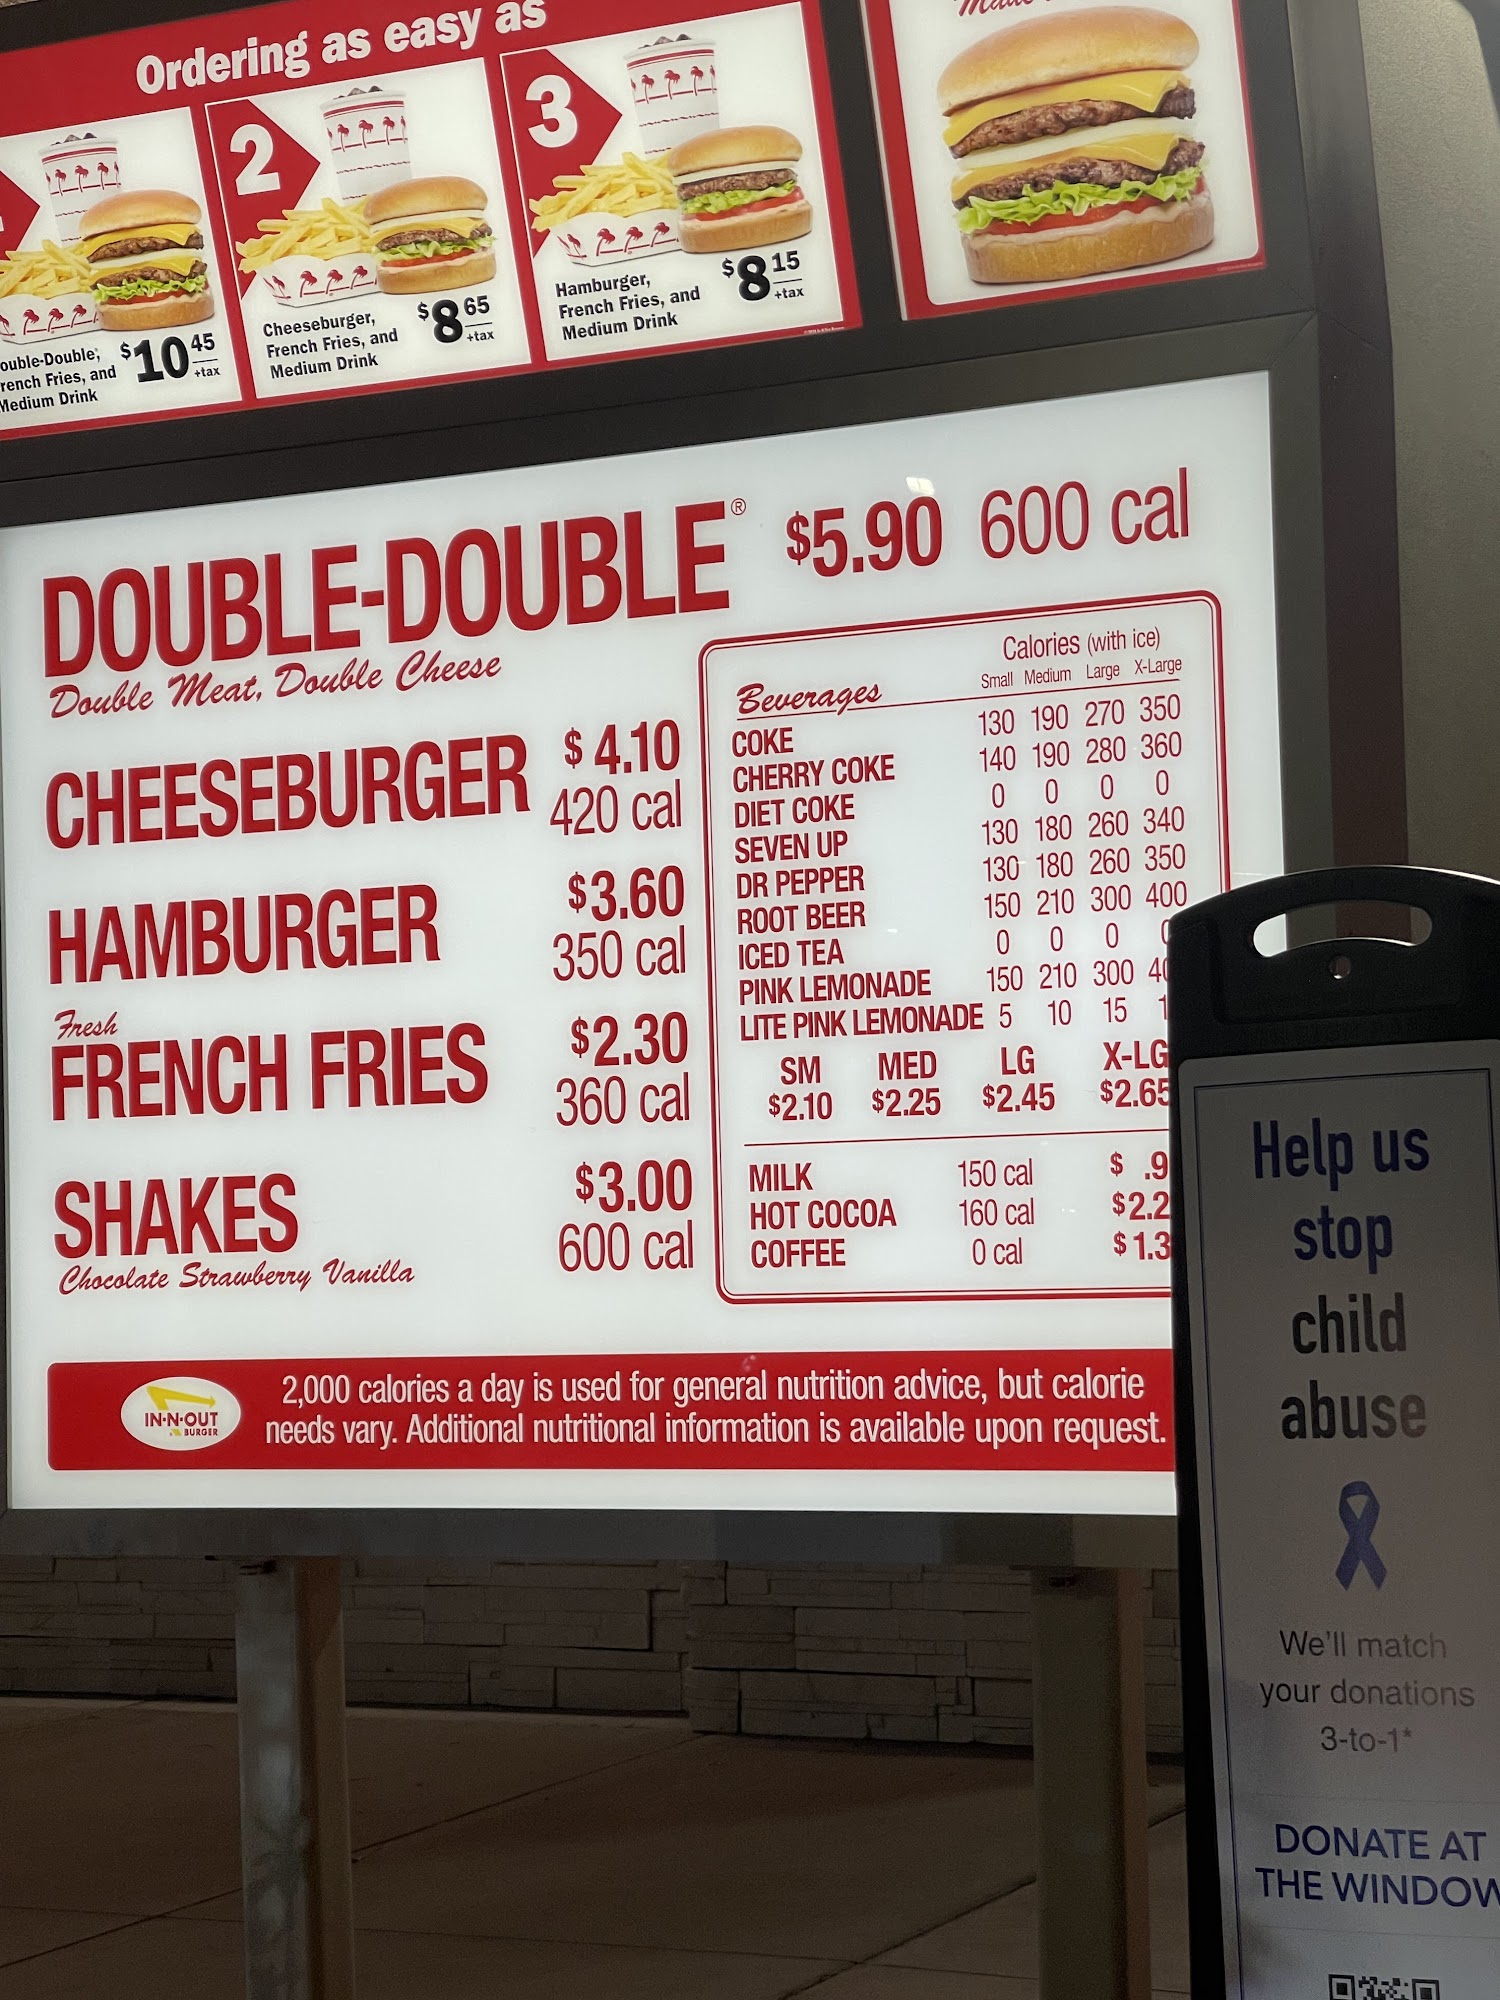 Ordering as easy as
2
3
ouble-Double,
rench Fries, and
Medium Drink
$10 45
+tax
Cheeseburger,
French Fries, and
Medium Drink
$8 65
+tax
Hamburger,
French Fries, and
Medium Drink
$8 15
+tax
DOUBLE-DOUBLE® $5.90 600 cal
Double Meat, Double Cheese
CHEESEBURGER $4.10
420 cal
HAMBURGER $3.60
350 cal
Fresh
FRENCH FRIES $2.30
360 cal
SHAKES $3.00
600 cal
Chocolate Strawberry Vanilla
Calories (with ice)
Beverages Small Medium Large X-Large
COKE 130 190 270 350
CHERRY COKE 140 190 280 360
DIET COKE 0 0 0 0
SEVEN UP 130 180 260 340
DR PEPPER 130 180 260 350
ROOT BEER 150 210 300 400
ICED TEA 0 0 0
PINK LEMONADE 150 210 300 4
LITE PINK LEMONADE 5 10 15 1
SM MED LG X-LG
$2.10 $2.25 $2.45 $2.65
MILK 150 cal $ .9
HOT COCOA 160 cal $2.2
COFFEE 0 cal $1.3
IN-N-OUT
BURGER
2,000 calories a day is used for general nutrition advice, but calorie
needs vary. Additional nutritional information is available upon request.
Help us
stop
child
abuse
We'll match
your donations
3-to-1*
DONATE AT
THE WINDOW